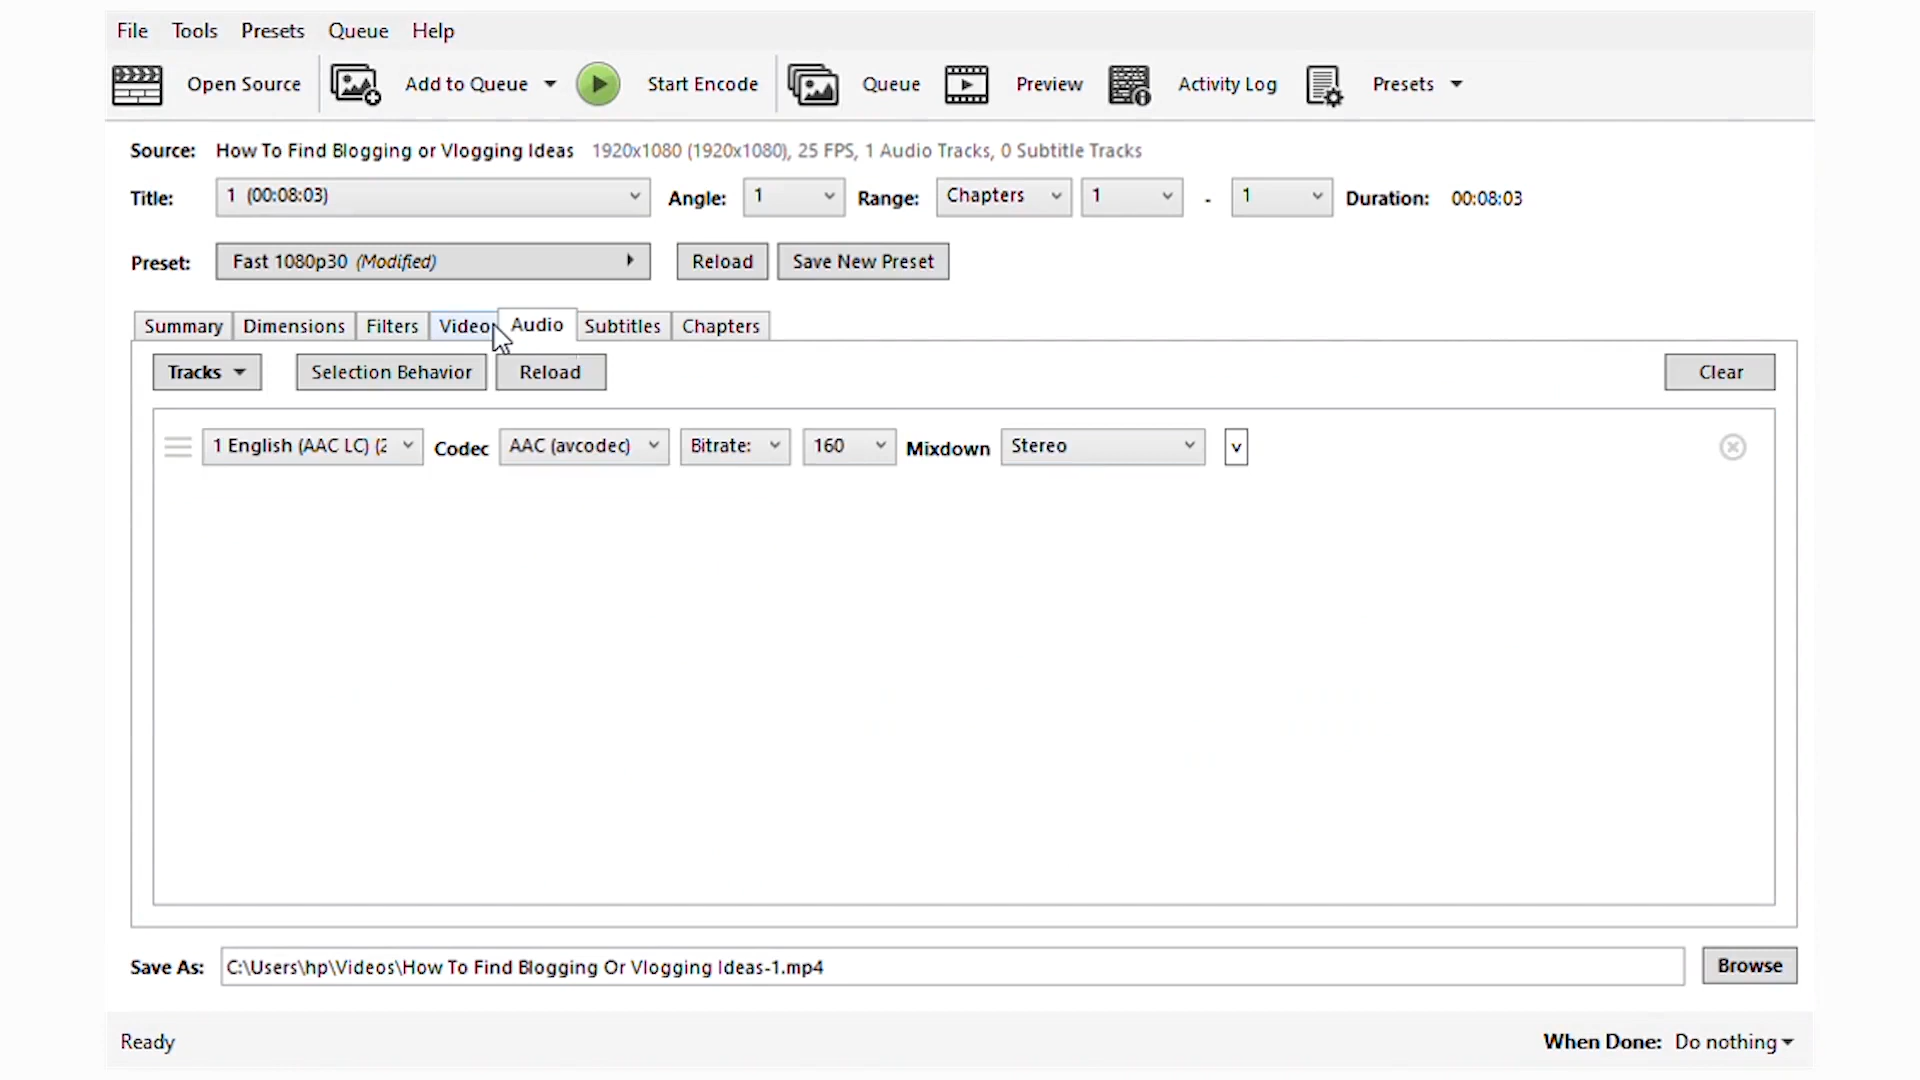 File Tools Presets Queue Help
Open Source Add to Queue Start Encode Queue Preview Activity Log Presets
Source: How To Find Blogging or Vlogging Ideas 1920x1080 (1920x1080), 25 FPS, 1 Audio Tracks, 0 Subtitle Tracks
Title: 1 (00:08:03) Angle: 1 Range: Chapters 1 - 1 Duration: 00:08:03
Preset: Fast 1080p30 (Modified) Reload Save New Preset
Summary Dimensions Filters Video Audio Subtitles Chapters
Tracks Selection Behavior Reload Clear
1 English (AAC LC) (2 Codec AAC (avcodec) Bitrate: 160 Mixdown Stereo v
Save As: C:\Users\hp\Videos\How To Find Blogging Or Vlogging Ideas-1.mp4 Browse
Ready When Done: Do nothing